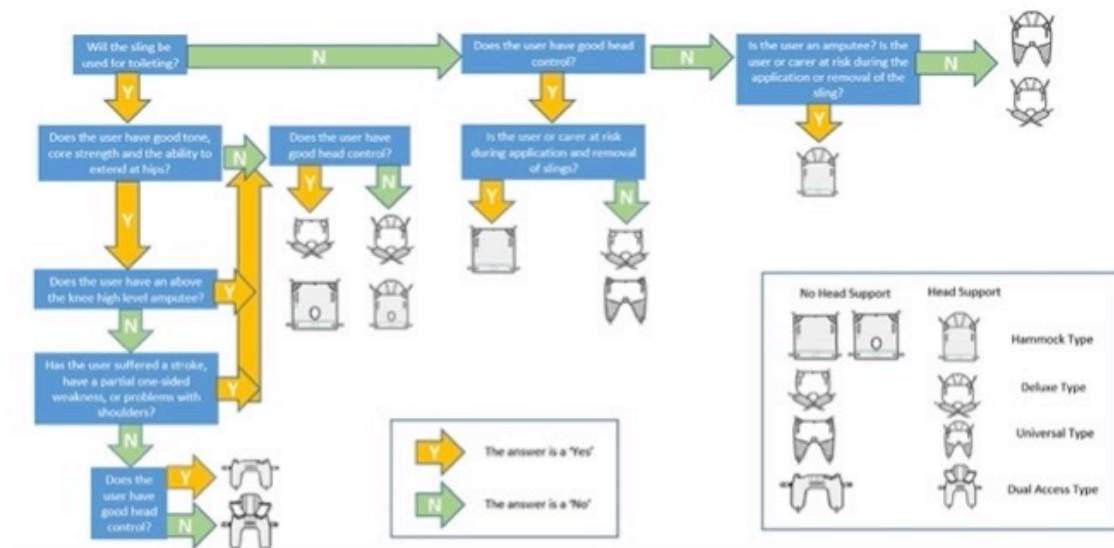 Will the sling be
used for toileting?
N
Does the user have good head
control?
N
Is the user an amputee? Is the
user or carer at risk during the
application or removal of the
sling?
N
Y
Y
Y
Does the user have good tone,
core strength and the ability to
extend at hips?
N
Does the user have
good head control?
Is the user or carer at risk
during application and removal
of slings?
Y
Y
N
Y
N
Does the user have an above
the knee high level amputee?
Y
N
Has the user suffered a stroke,
have a partial one-sided
weakness, or problems with
shoulders?
Y
N
Does the
user have
good head
control?
Y
N
Y
The answer is a 'Yes'
N
The answer is a 'No'
No Head Support
Head Support
Hammock Type
Deluxe Type
Universal Type
Dual Access Type